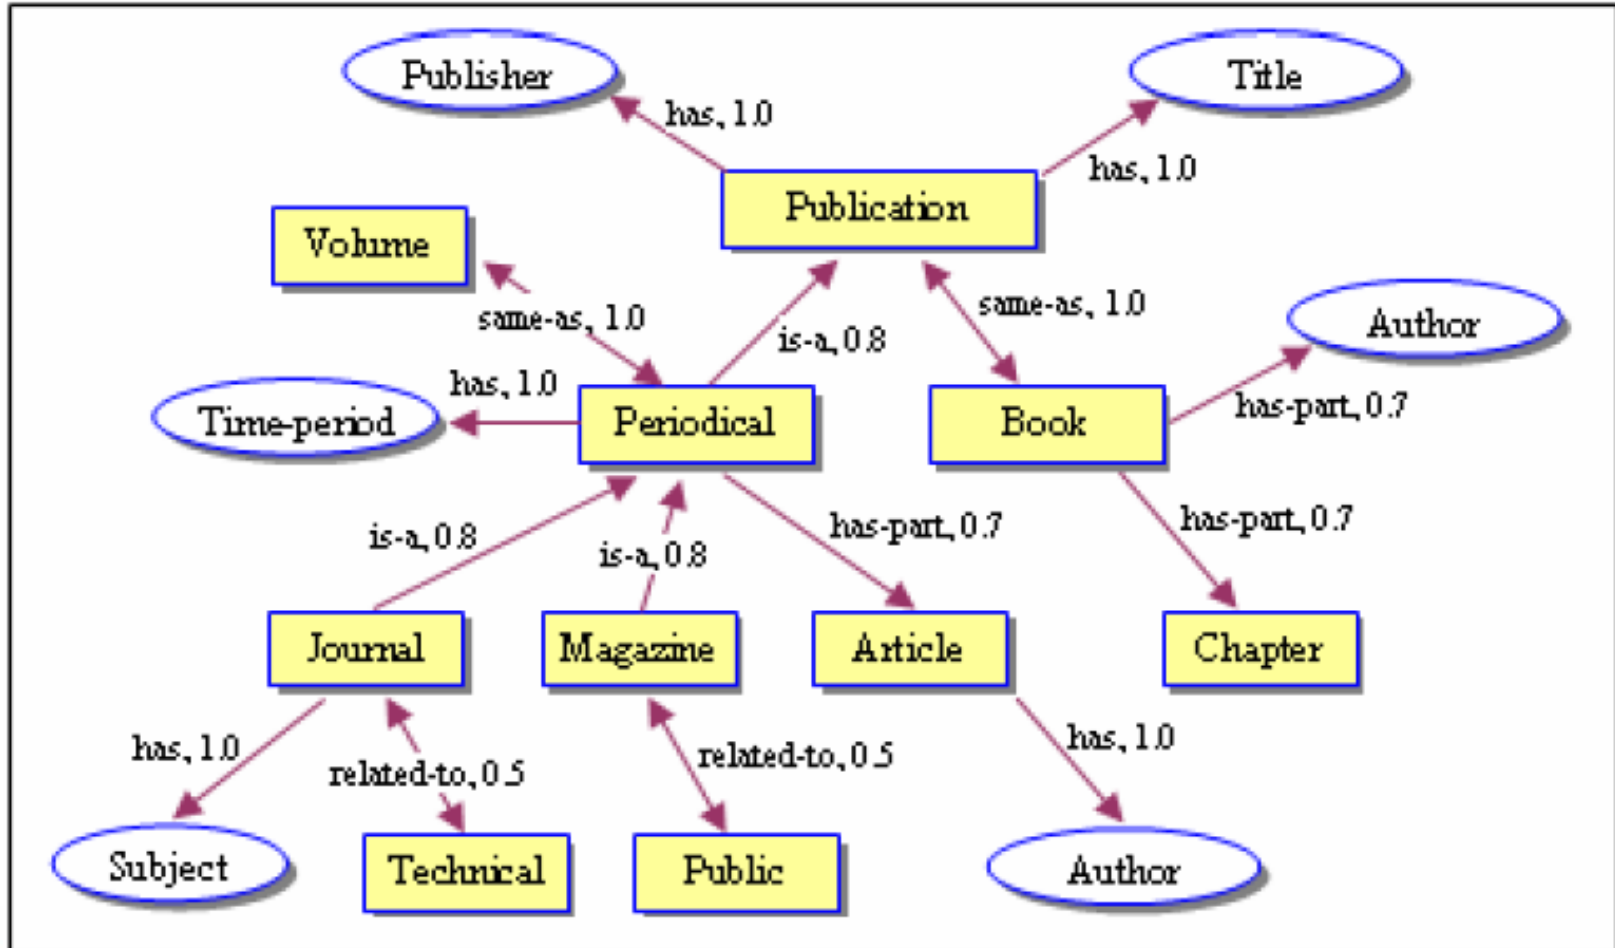 Publisher
Title
has, 1.0
has, 1.0
Publication
Volume
same-as, 1.0
is-a, 0.8
same-as, 1.0
Author
has, 1.0
Time-period
Periodical
Book
has-part, 0.7
is-a, 0.8
is-a, 0.8
has-part, 0.7
has-part, 0.7
Journal
Magazine
Article
Chapter
has, 1.0
related-to, 0.5
related-to, 0.5
has, 1.0
Subject
Technical
Public
Author